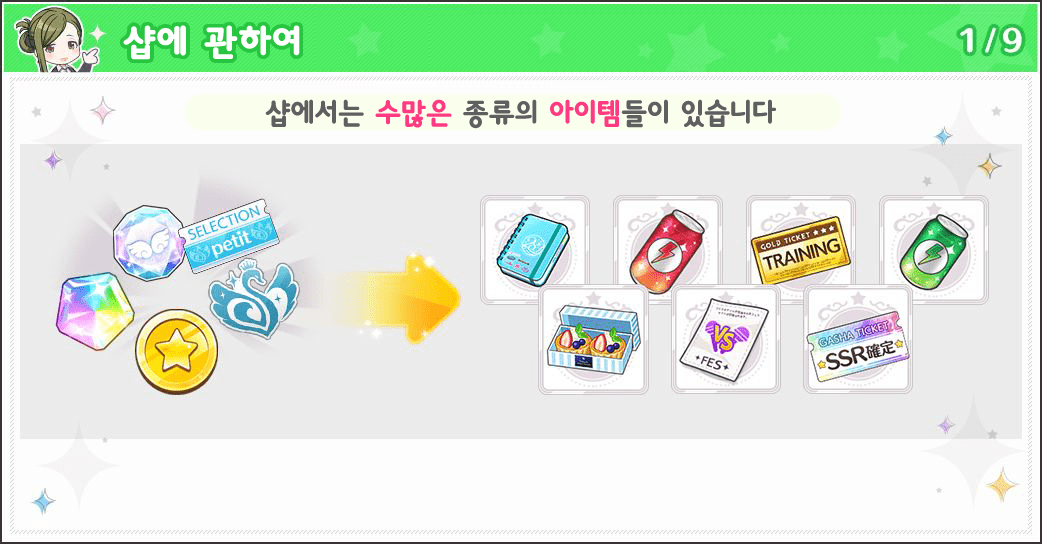 샵에 관하여
1/9
샵에서는 수많은 종류의 아이템들이 있습니다
SELECTION
petit
GOLD TICKET ★★★
TRAINING
VS
+FES+
GASHA TICKET
★SSR確定★